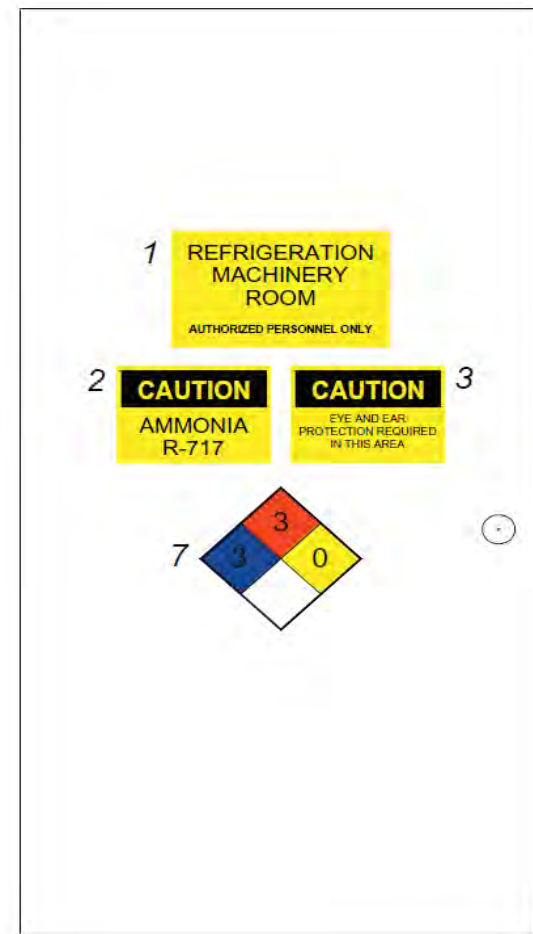 1
REFRIGERATION
MACHINERY
ROOM
AUTHORIZED PERSONNEL ONLY
2
CAUTION
AMMONIA
R-717
CAUTION
EYE AND EAR
PROTECTION REQUIRED
IN THIS AREA
3
7
3
3
0